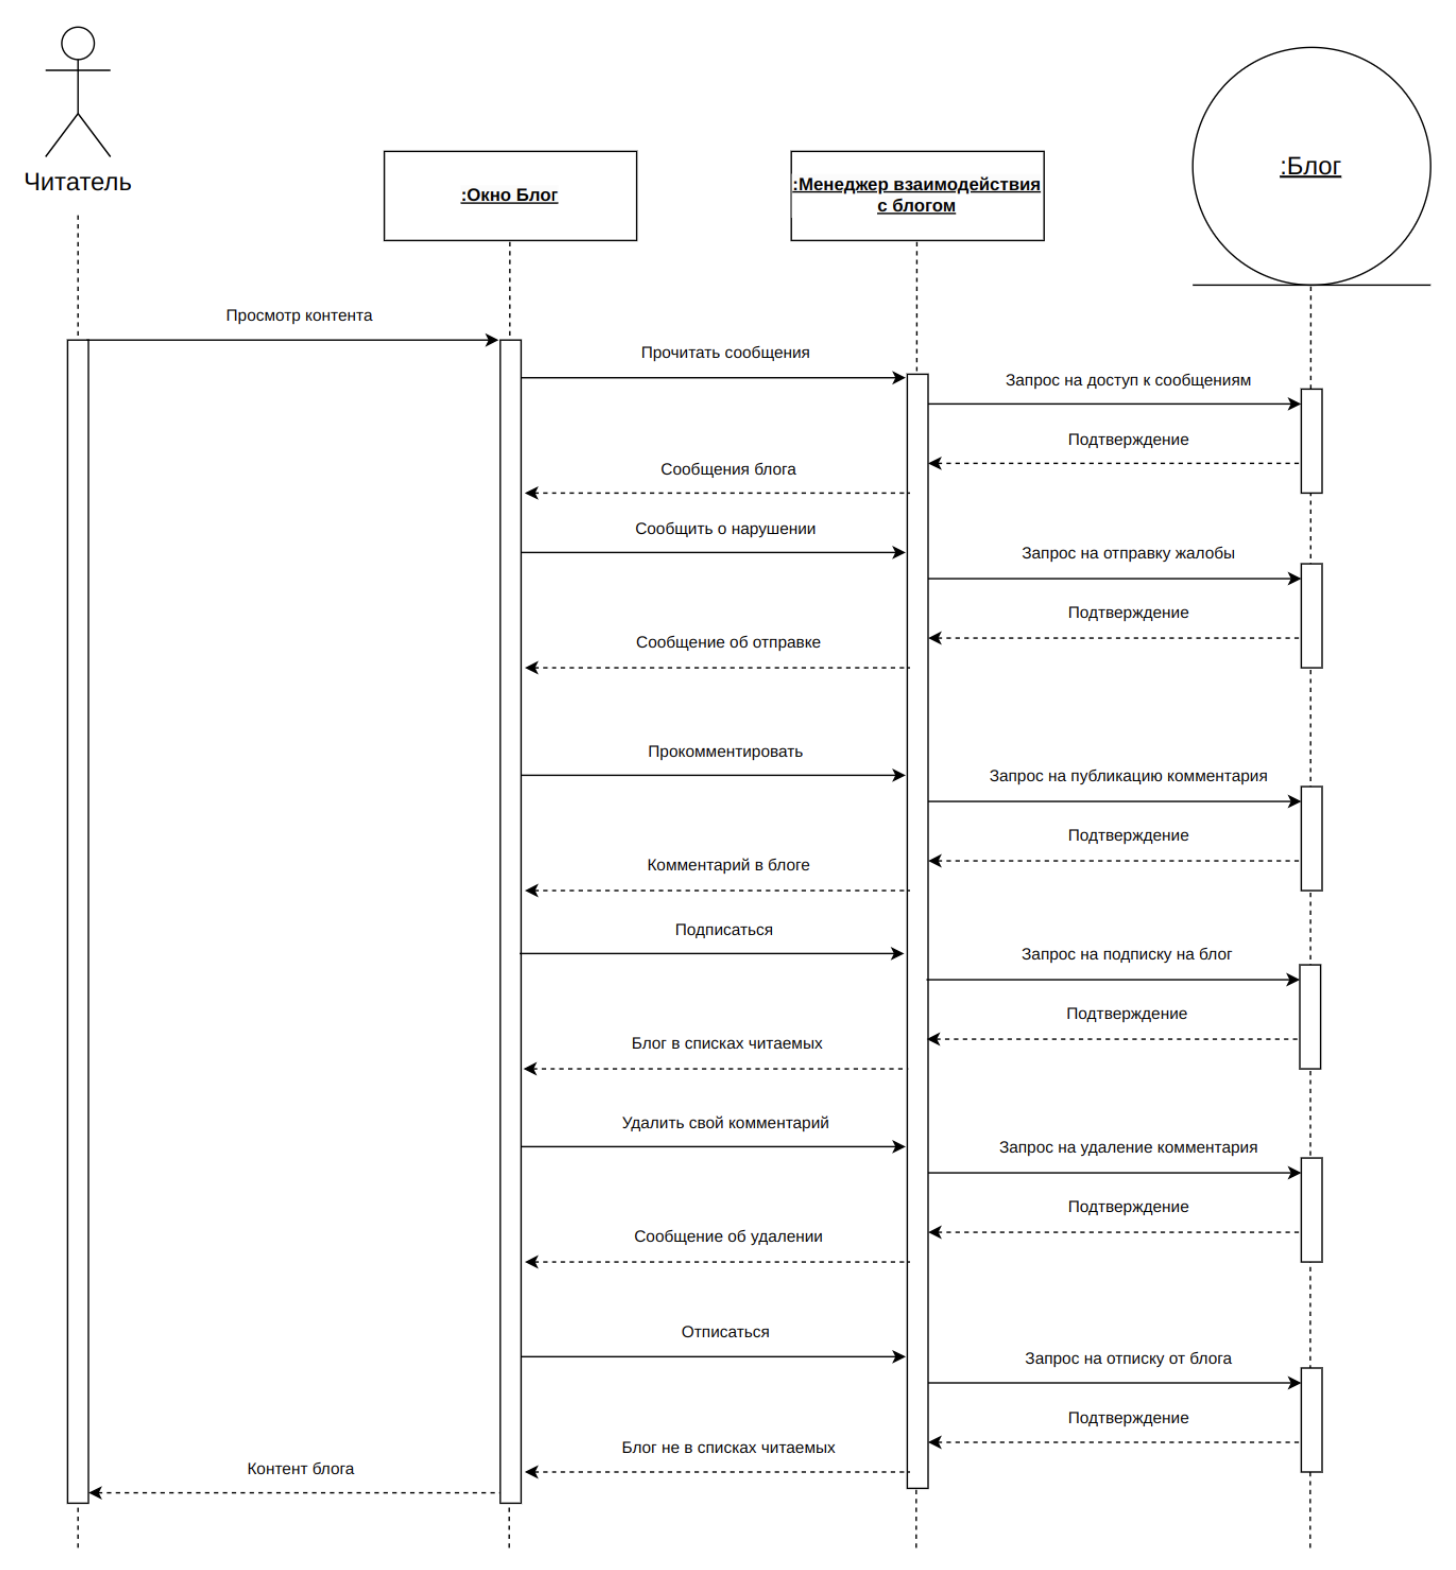 Читатель
:Окно Блог
:Менеджер взаимодействия
с блогом
:Блог
Просмотр контента
Прочитать сообщения
Запрос на доступ к сообщениям
Подтверждение
Сообщения блога
Сообщить о нарушении
Запрос на отправку жалобы
Подтверждение
Сообщение об отправке
Прокомментировать
Запрос на публикацию комментария
Подтверждение
Комментарий в блоге
Подписаться
Запрос на подписку на блог
Подтверждение
Блог в списках читаемых
Удалить свой комментарий
Запрос на удаление комментария
Подтверждение
Сообщение об удалении
Отписаться
Запрос на отписку от блога
Подтверждение
Блог не в списках читаемых
Контент блога